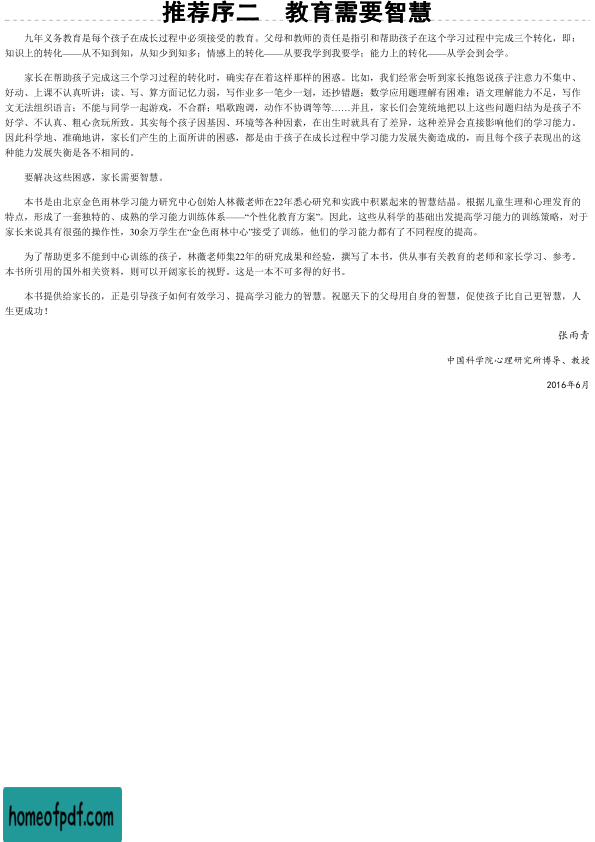 推荐序二　教育需要智慧
九年义务教育是每个孩子在成长过程中必须接受的教育。父母和教师的责任是指引和帮助孩子在这个学习过程中完成三个转化，即：
知识上的转化——从不知到知，从知少到知多；情感上的转化——从要我学到我要学；能力上的转化——从学会到会学。
家长在帮助孩子完成这三个学习过程的转化时，确实存在着这样那样的困惑。比如，我们经常会听到家长抱怨说孩子注意力不集中、
好动、上课不认真听讲；读、写、算方面记忆力弱，写作业多一笔少一划，还抄错题；数学应用题理解有困难；语文理解能力不足，写作
文无法组织语言；不能与同学一起游戏，不合群；唱歌跑调，动作不协调等等……并且，家长们会笼统地把以上这些问题归结为是孩子不
好学、不认真、粗心贪玩所致。其实每个孩子因基因、环境等各种因素，在出生时就具有了差异，这种差异会直接影响他们的学习能力。
因此科学地、准确地讲，家长们产生的上面所讲的困惑，都是由于孩子在成长过程中学习能力发展失衡造成的，而且每个孩子表现出的这
种能力发展失衡是各不相同的。
要解决这些困惑，家长需要智慧。
本书是由北京金色雨林学习能力研究中心创始人林薇老师在22年悉心研究和实践中积累起来的智慧结晶。根据儿童生理和心理发育的
特点，形成了一套独特的、成熟的学习能力训练体系——“个性化教育方案”。因此，这些从科学的基础出发提高学习能力的训练策略，对于
家长来说具有很强的操作性，30余万学生在“金色雨林中心”接受了训练，他们的学习能力都有了不同程度的提高。
为了帮助更多不能到中心训练的孩子，林薇老师集22年的研究成果和经验，撰写了本书，供从事有关教育的老师和家长学习、参考。
本书所引用的国外相关资料，则可以开阔家长的视野。这是一本不可多得的好书。
本书提供给家长的，正是引导孩子如何有效学习、提高学习能力的智慧。祝愿天下的父母用自身的智慧，促使孩子比自己更智慧，人
生更成功！
张雨青
中国科学院心理研究所博导、教授
2016年6月
homeofpdf.com